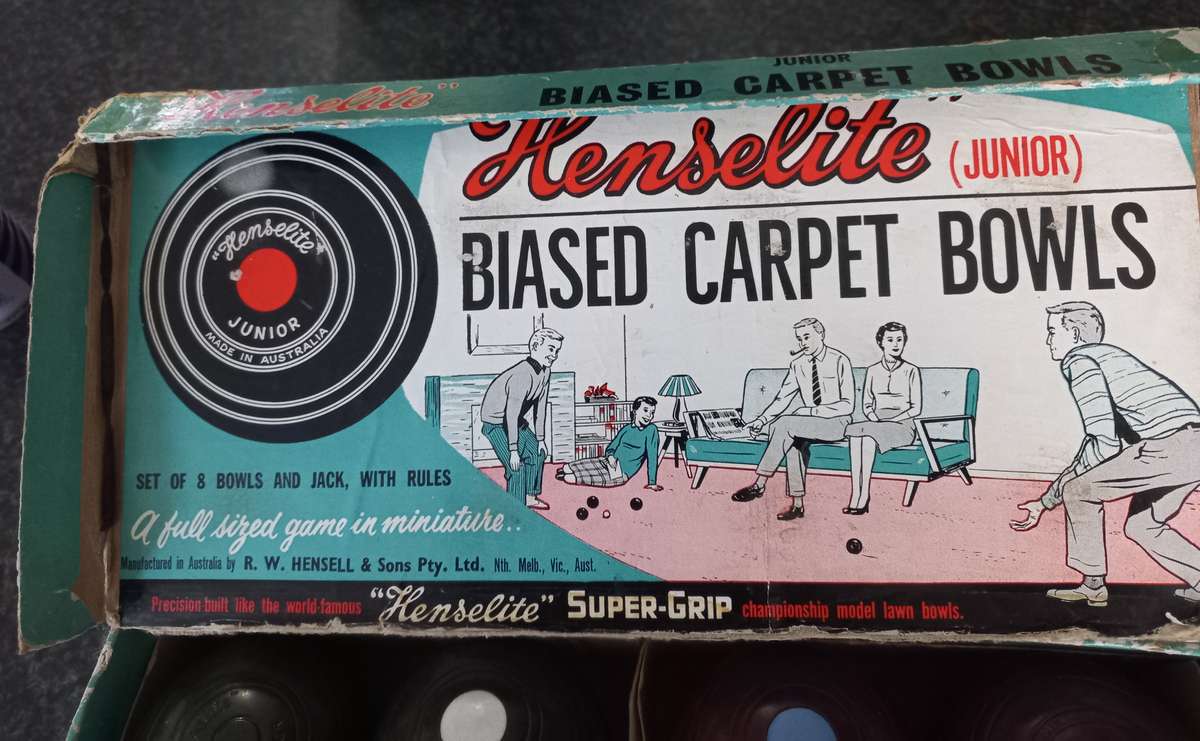 "Henselite" JUNIOR
BIASED CARPET BOWLS
"Henselite" (JUNIOR)
BIASED CARPET BOWLS
"Henselite"
JUNIOR
MADE IN AUSTRALIA
SET OF 8 BOWLS AND JACK, WITH RULES
A full sized game in miniature..
Manufactured in Australia by R. W. HENSELL & Sons Pty. Ltd. Nth. Melb., Vic., Aust.
Precision built like the world-famous "Henselite" SUPER-GRIP championship model lawn bowls.